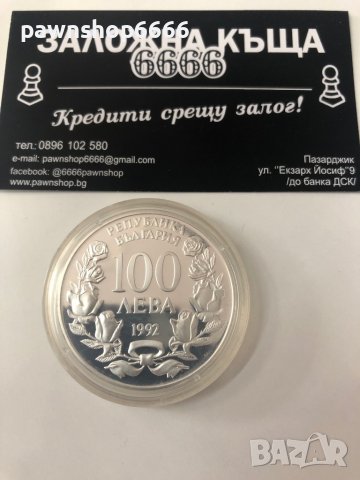 pawnshop6666
ЗАЛОЖНА КЪЩА
6666
Кредити срещу залог!
тел.: 0896 102 580
e-mail: pawnshop6666@gmail.com
facebook: @6666pawnshop
www.pawnshop.bg
Пазарджик
ул. "Екзарх Йосиф"9
/до банка ДСК/
РЕПУБЛИКА
БЪЛГАРИЯ
100
ЛЕВА
1992
BAZAR